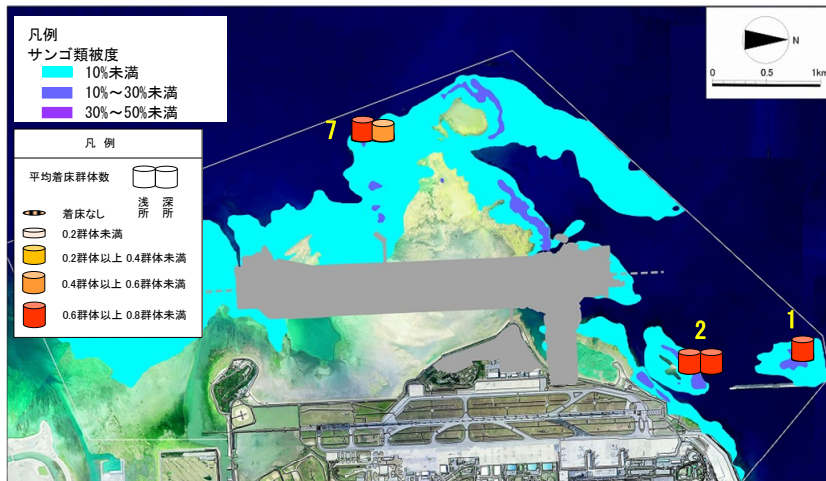 凡例
サンゴ類被度
10%未満
10%～30%未満
30%～50%未満
凡 例
平均着床群体数
浅所
深所
着床なし
0.2群体未満
0.2群体以上 0.4群体未満
0.4群体以上 0.6群体未満
0.6群体以上 0.8群体未満
N
0 0.5 1km
7
2
1